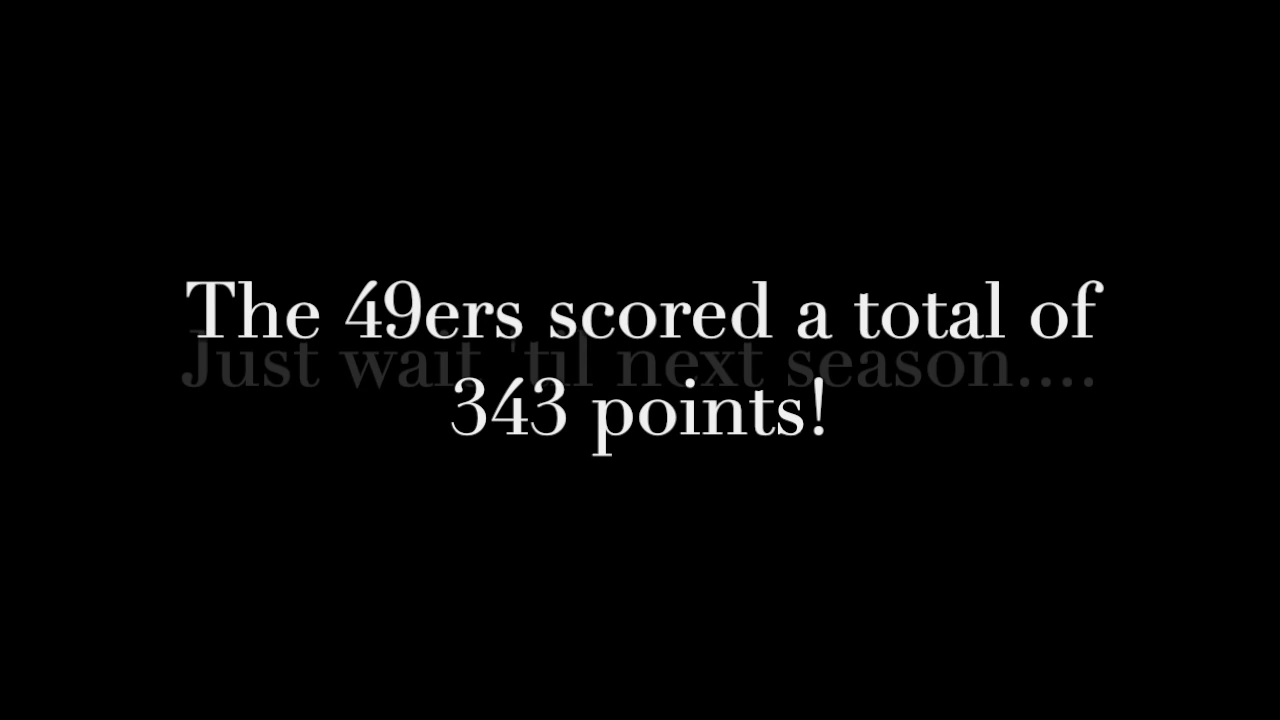 The 49ers scored a total of
Just wait 'til next season....
343 points!